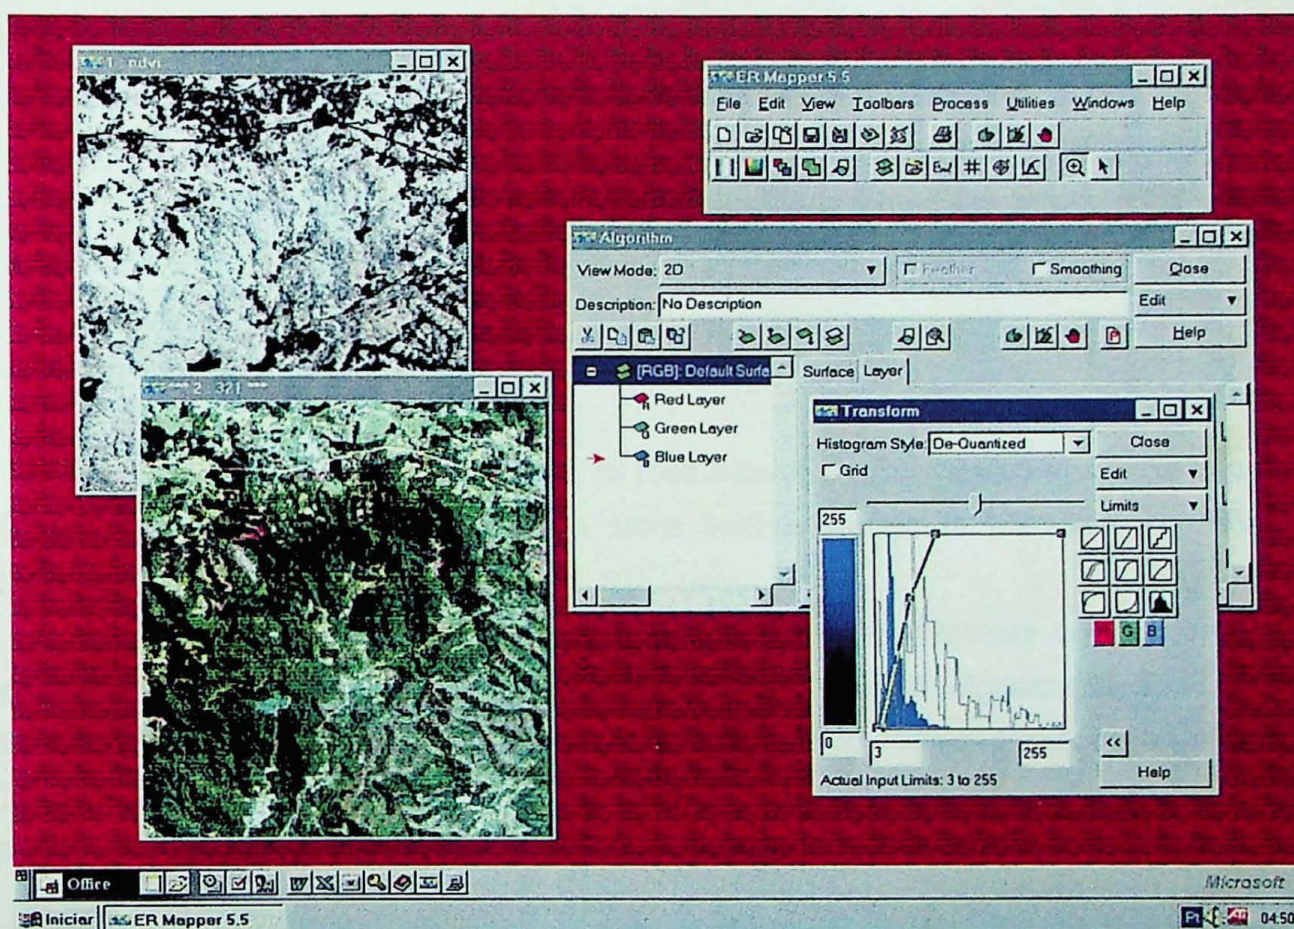 1 : ndvi
*** 2 : 321 ***
ER Mapper 5.5
File Edit View Toolbars Process Utilities Windows Help
Algorithm
View Mode: 2D Feather Smoothing Close
Description: No Description Edit
Help
[RGB]: Default Surfa Surface Layer
Red Layer
Green Layer
Blue Layer
Transform
Histogram Style: De-Quantized Close
Grid Edit
Limits
255
G B
0 3 255 <<
Actual Input Limits: 3 to 255 Help
Office Microsoft
Iniciar ER Mapper 5.5 04:50